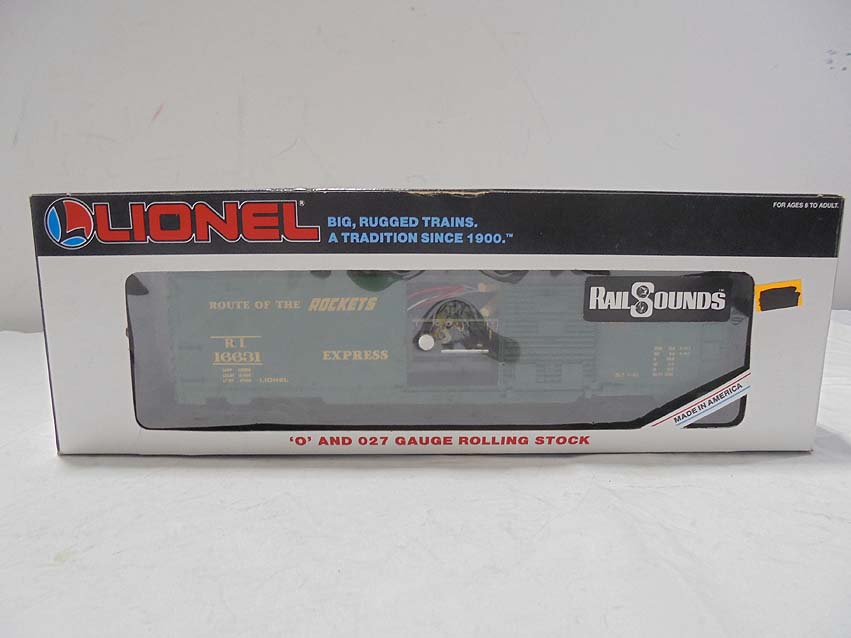 LIONEL®
BIG, RUGGED TRAINS.
A TRADITION SINCE 1900.™
FOR AGES 8 TO ADULT.
ROUTE OF THE ROCKETS
RAILSOUNDS™
R.I.
16631
EXPRESS
LIONEL
MADE IN AMERICA
'O' AND 027 GAUGE ROLLING STOCK